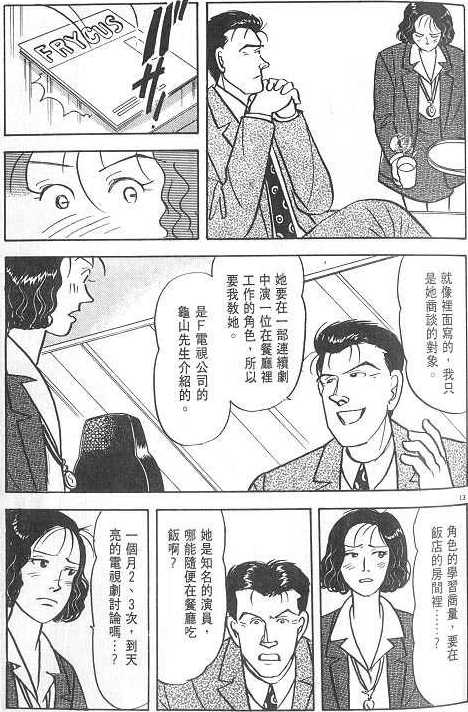 FRYCUS
就像裡面寫的，我只
是她商談的對象。
她要在一部連續劇
中演一位在餐廳裡
工作的角色，所以
要我教她。
是F電視公司的
龜山先生介紹的。
13
角色的學習商量，要在
飯店的房間裡……？
她是知名的演員，
哪能隨便在餐廳吃
飯啊？
一個月2、3次，到天
亮的電視劇討論嗎…？